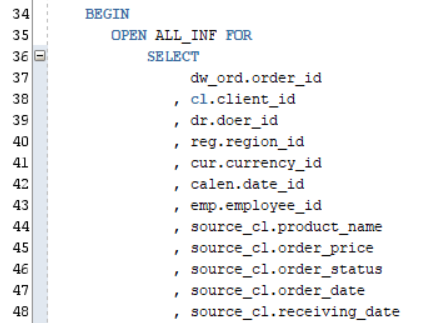 34 BEGIN
35 OPEN ALL_INF FOR
36 SELECT
37 dw_ord.order_id
38 , cl.client_id
39 , dr.doer_id
40 , reg.region_id
41 , cur.currency_id
42 , calen.date_id
43 , emp.employee_id
44 , source_cl.product_name
45 , source_cl.order_price
46 , source_cl.order_status
47 , source_cl.order_date
48 , source_cl.receiving_date